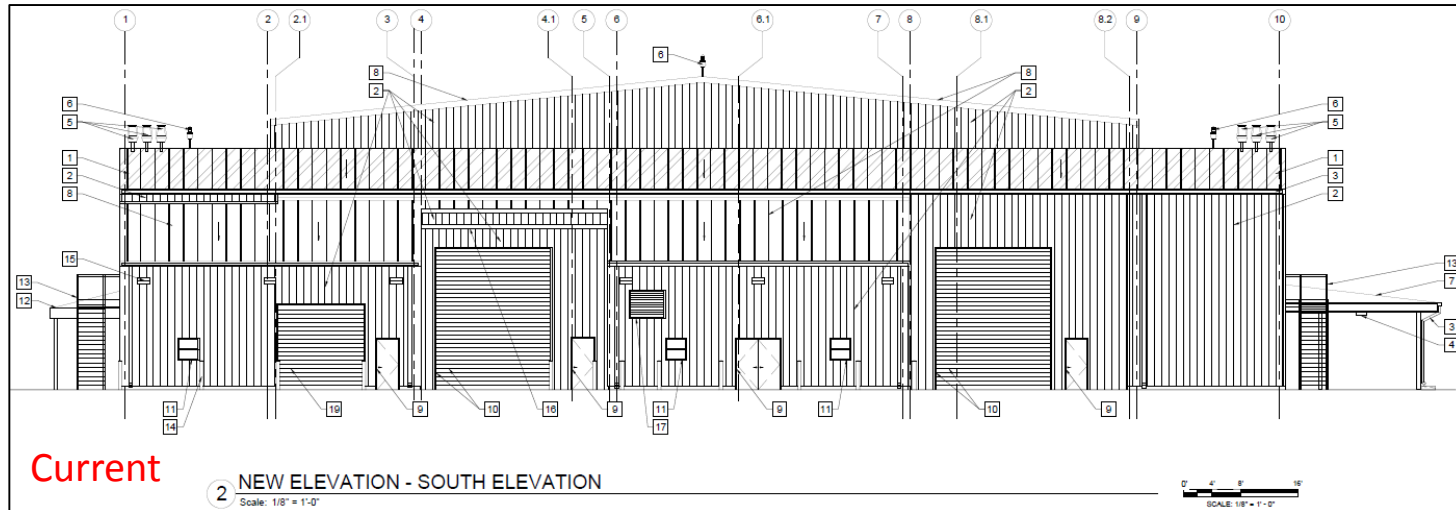 1 2 2.1 3 4 4.1 5 6 6.1 7 8 8.1 8.2 9 10
6
8 8
2 2
6 6
5 5
1 1
2 3
8 2
15
13 13
12 7
3
4
11 19 9 10 16 9 11 9 11 10 9
14 17
Current
2 NEW ELEVATION - SOUTH ELEVATION
Scale: 1/8" = 1'-0"
0' 4' 8' 16'
SCALE: 1/8" = 1' - 0"